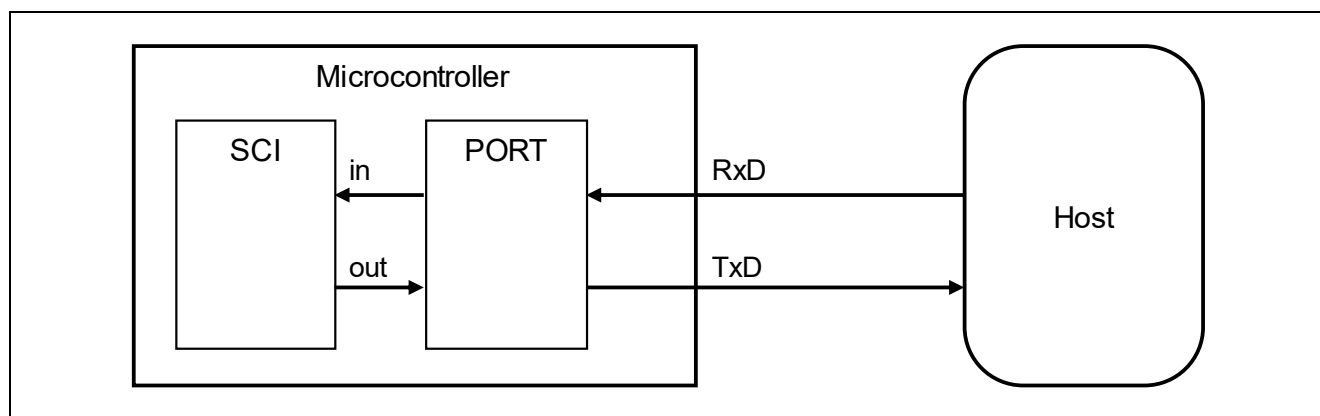 Microcontroller
SCI
PORT
in
RxD
Host
out
TxD